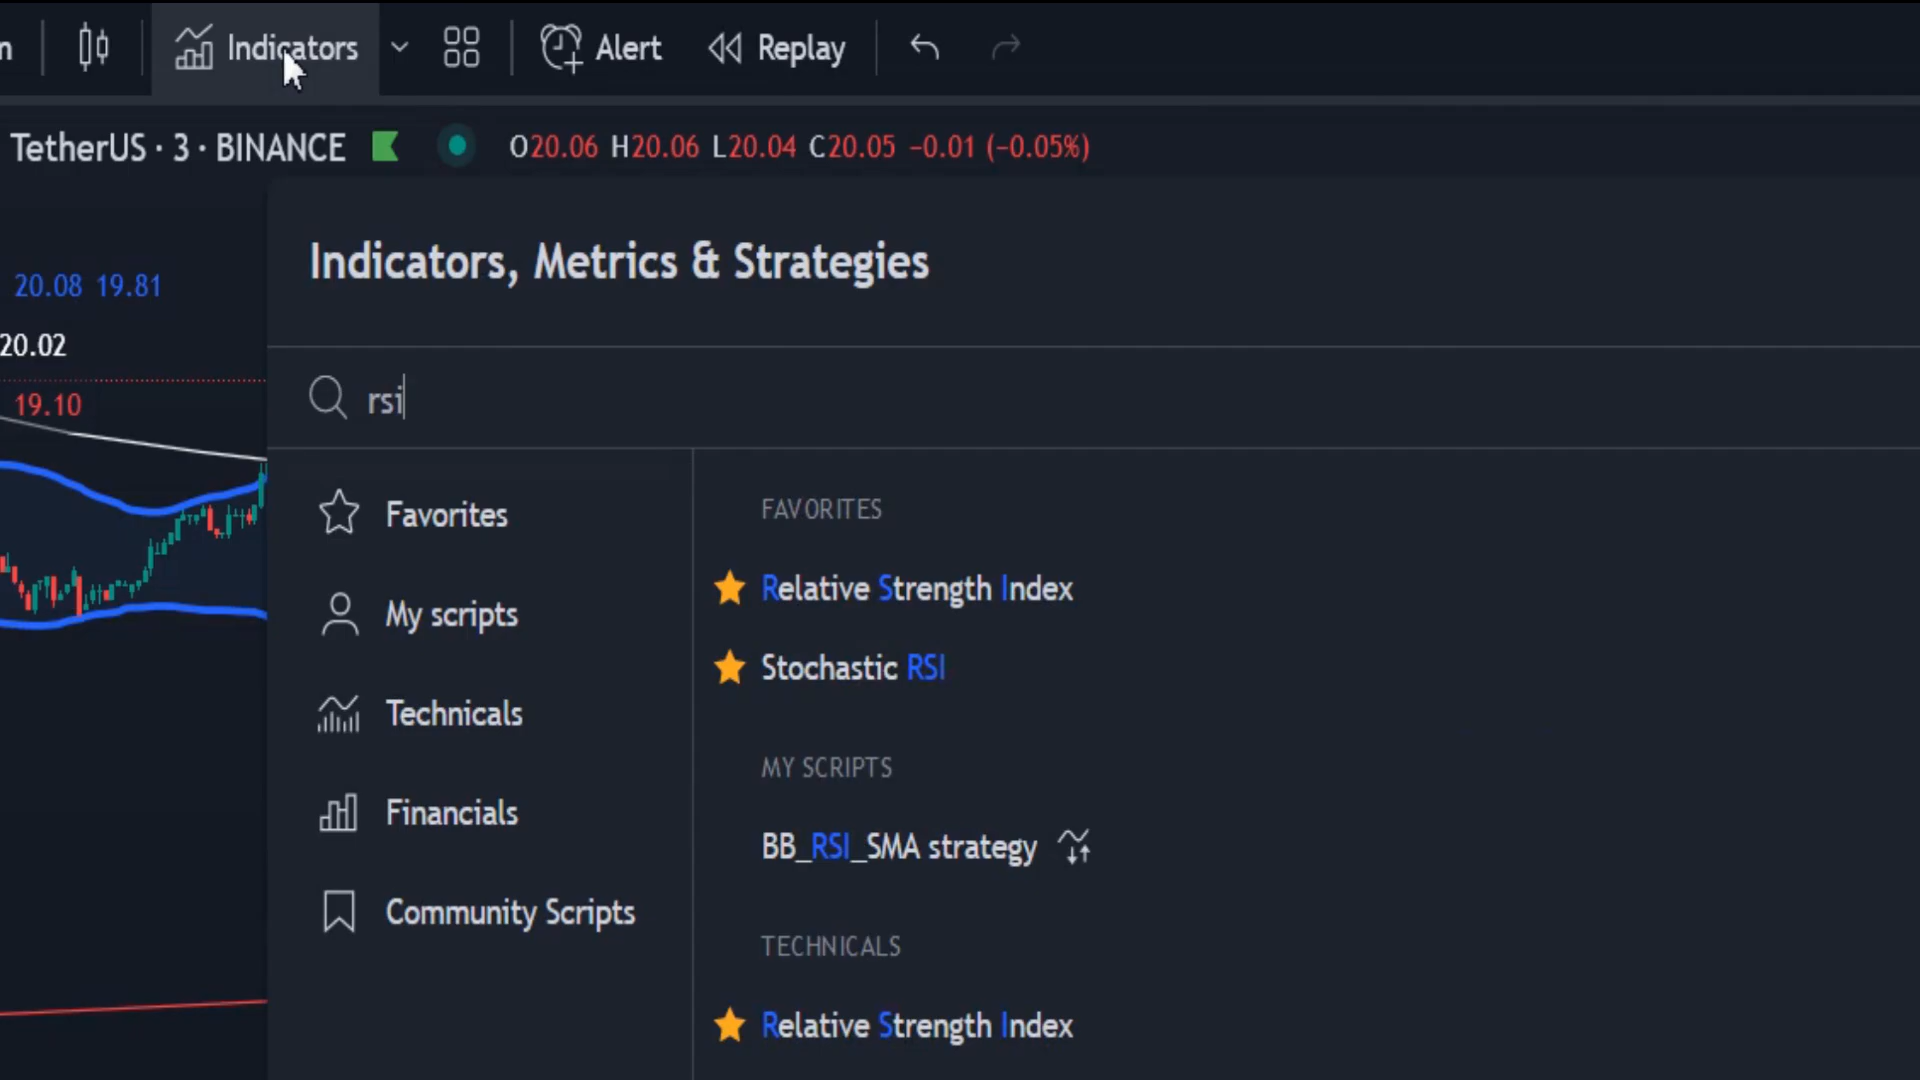 n Indicators Alert Replay
TetherUS · 3 · BINANCE O20.06 H20.06 L20.04 C20.05 −0.01 (−0.05%)
Indicators, Metrics & Strategies
20.08 19.81
20.02
rsi
19.10
Favorites
My scripts
Technicals
Financials
Community Scripts
FAVORITES
Relative Strength Index
Stochastic RSI
MY SCRIPTS
BB_RSI_SMA strategy
TECHNICALS
Relative Strength Index